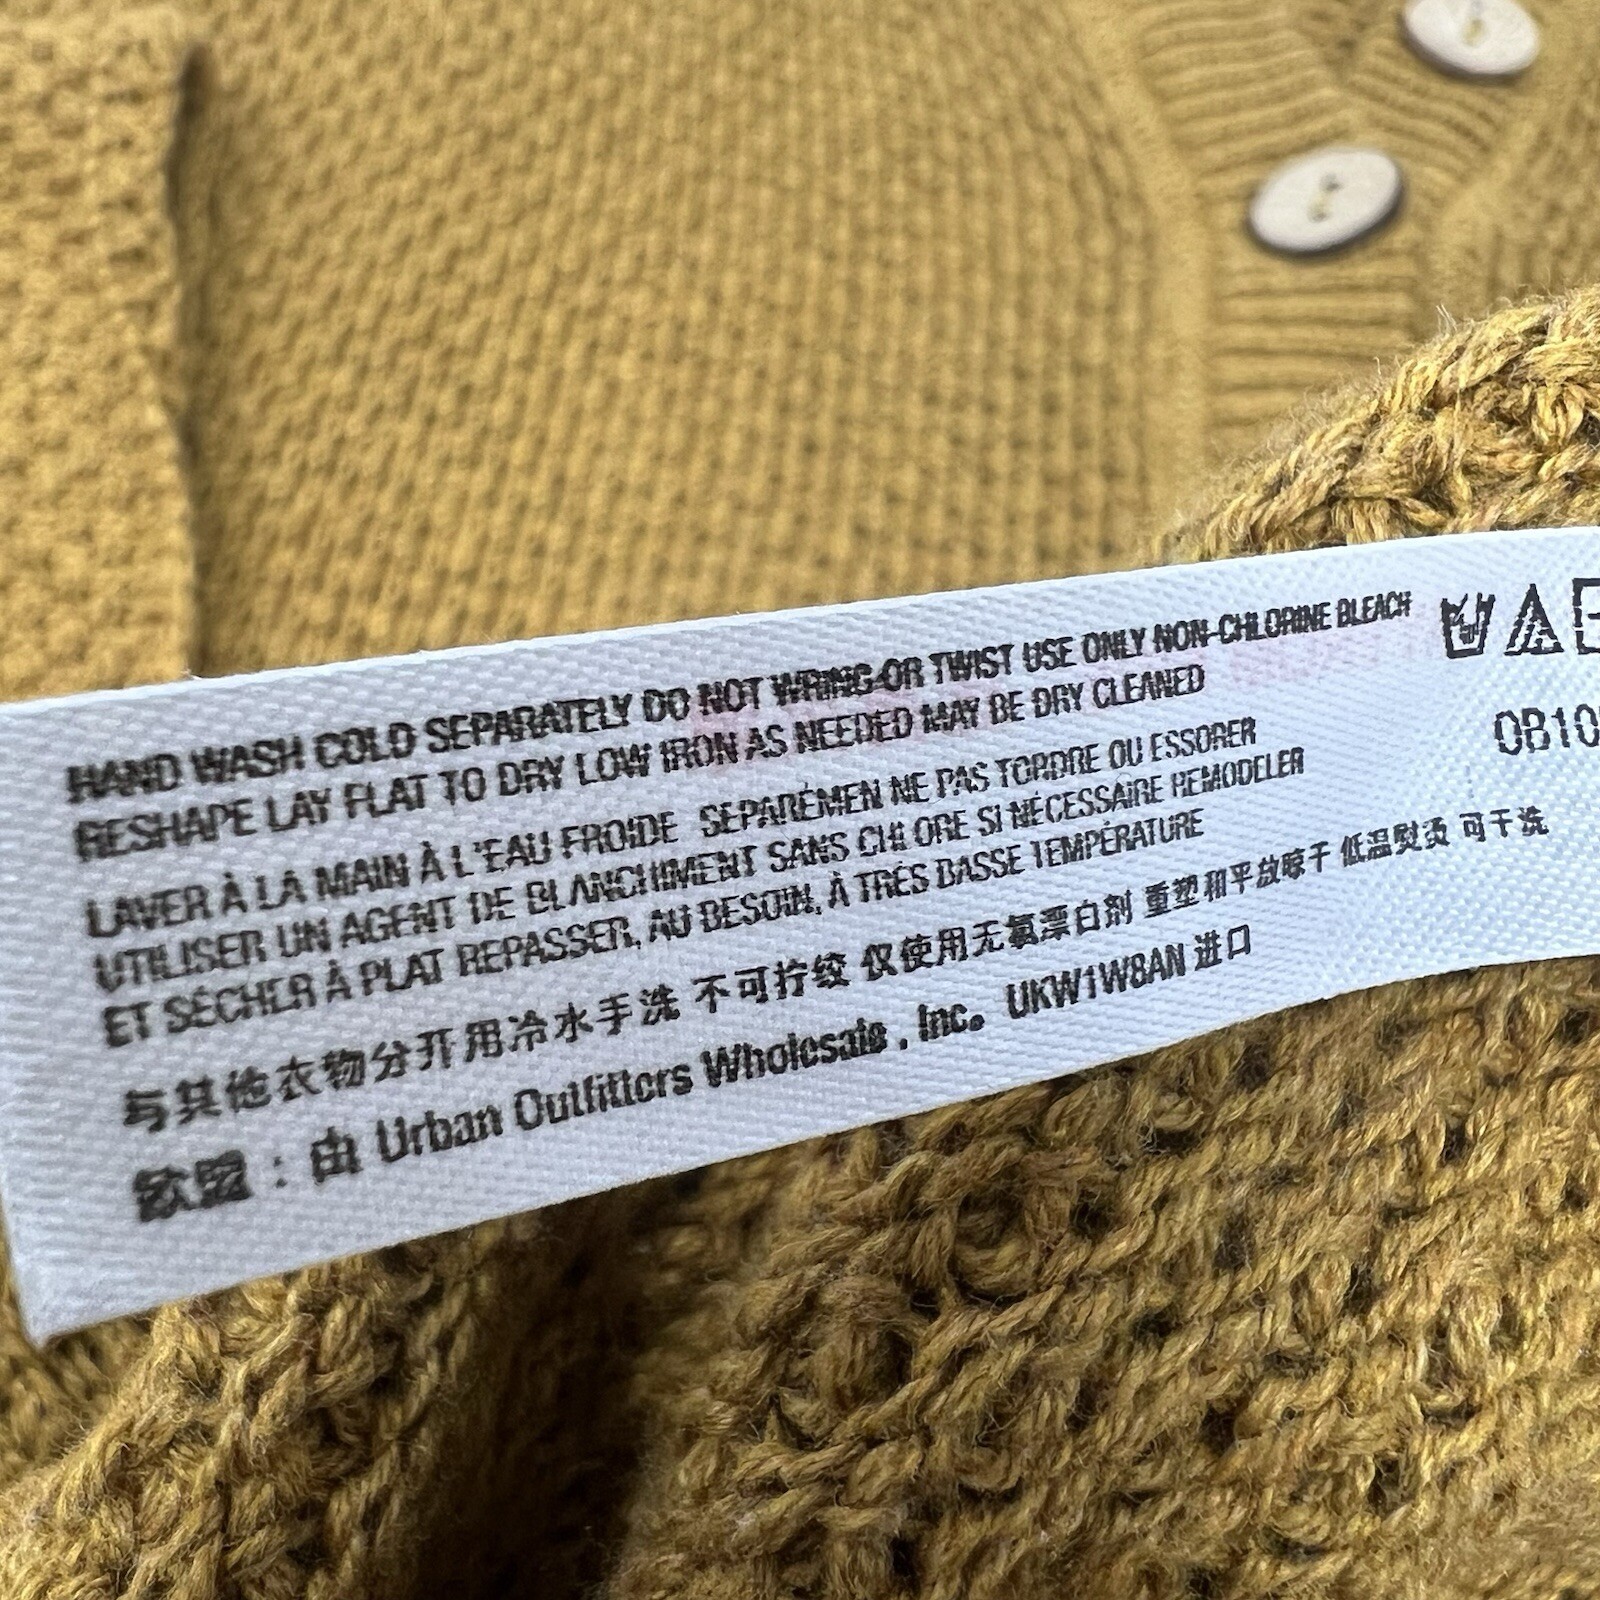 HAND WASH COLD SEPARATELY DO NOT WRING OR TWIST USE ONLY NON-CHLORINE BLEACH
RESHAPE LAY FLAT TO DRY LOW IRON AS NEEDED MAY BE DRY CLEANED
LAVER À LA MAIN À L'EAU FROIDE SÉPARÉMEN NE PAS TORDRE OU ESSORER
UTILISER UN AGENT DE BLANCHIMENT SANS CHLORE SI NÉCESSAIRE REMODELER
ET SÉCHER À PLAT REPASSER, AU BESOIN, À TRÈS BASSE TEMPÉRATURE
与其他衣物分开用冷水手洗 不可拧绞 仅使用无氯漂白剂 重塑和平放晾干 低温熨烫 可干洗
欧盟：由 Urban Outfitters Wholesale , Inc。 UKW1W8AN 进口